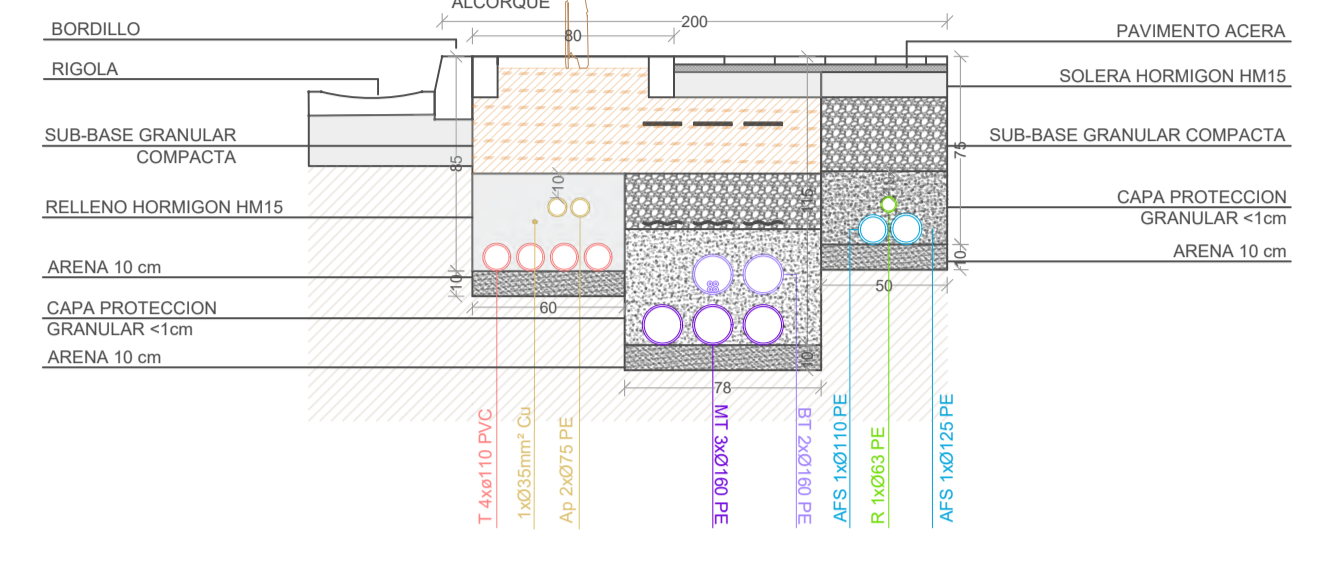 ALCORQUE
200
80
BORDILLO
RIGOLA
SUB-BASE GRANULAR
COMPACTA
RELLENO HORMIGON HM15
ARENA 10 cm
CAPA PROTECCION
GRANULAR <1cm
ARENA 10 cm
PAVIMENTO ACERA
SOLERA HORMIGON HM15
SUB-BASE GRANULAR COMPACTA
CAPA PROTECCION
GRANULAR <1cm
ARENA 10 cm
85
10
10
60
115
10
78
75
10
50
T 4xø110 PVC
1xØ35mm² Cu
Ap 2xØ75 PE
MT 3xØ160 PE
BT 2xØ160 PE
AFS 1xØ110 PE
R 1xØ63 PE
AFS 1xØ125 PE